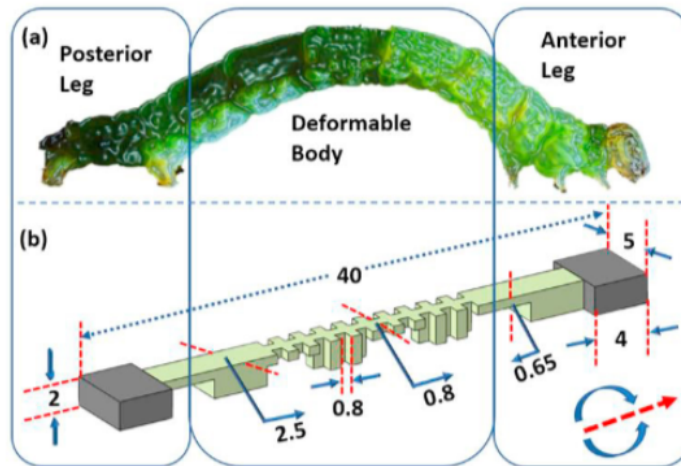 (a)
Posterior
Leg
Deformable
Body
Anterior
Leg
(b)
40
5
4
2
2.5
0.8
0.8
0.65